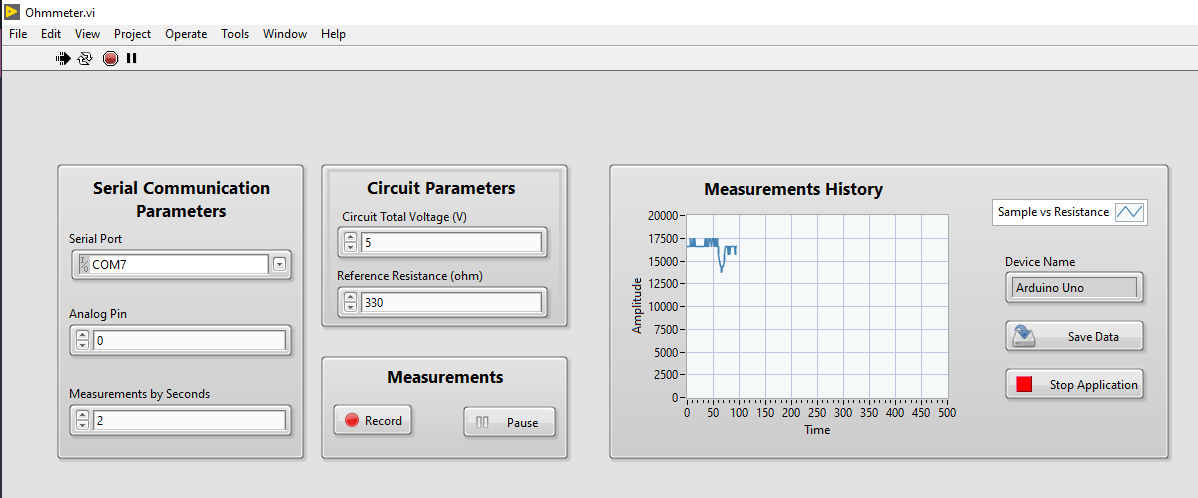 Ohmmeter.vi
File Edit View Project Operate Tools Window Help
Serial Communication
Parameters
Serial Port
COM7
Analog Pin
0
Measurements by Seconds
2
Circuit Parameters
Circuit Total Voltage (V)
5
Reference Resistance (ohm)
330
Measurements
Record
Pause
Measurements History
Sample vs Resistance
20000
17500
15000
12500
10000
7500
5000
2500
0
Amplitude
0 50 100 150 200 250 300 350 400 450 500
Time
Device Name
Arduino Uno
Save Data
Stop Application